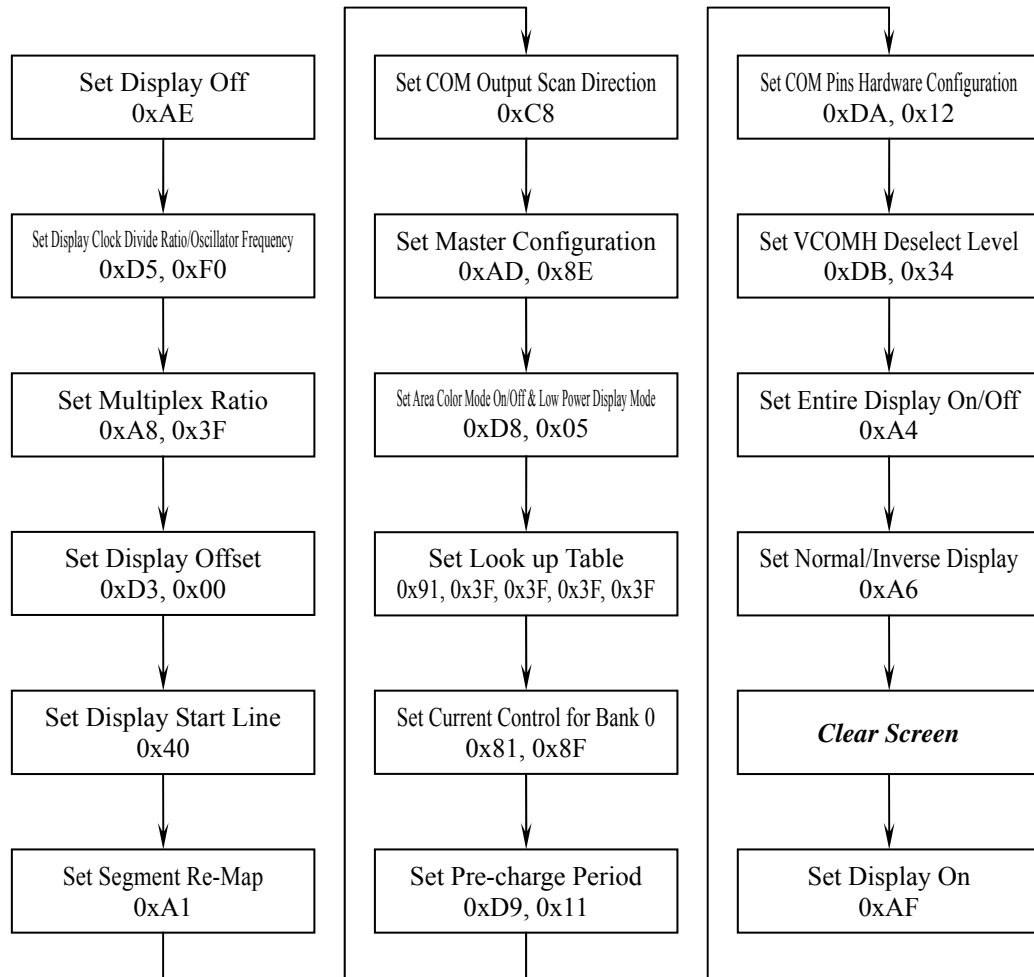 Set Display Off
0xAE
Set Display Clock Divide Ratio/Oscillator Frequency
0xD5, 0xF0
Set Multiplex Ratio
0xA8, 0x3F
Set Display Offset
0xD3, 0x00
Set Display Start Line
0x40
Set Segment Re-Map
0xA1
Set COM Output Scan Direction
0xC8
Set Master Configuration
0xAD, 0x8E
Set Area Color Mode On/Off & Low Power Display Mode
0xD8, 0x05
Set Look up Table
0x91, 0x3F, 0x3F, 0x3F, 0x3F
Set Current Control for Bank 0
0x81, 0x8F
Set Pre-charge Period
0xD9, 0x11
Set COM Pins Hardware Configuration
0xDA, 0x12
Set VCOMH Deselect Level
0xDB, 0x34
Set Entire Display On/Off
0xA4
Set Normal/Inverse Display
0xA6
Clear Screen
Set Display On
0xAF